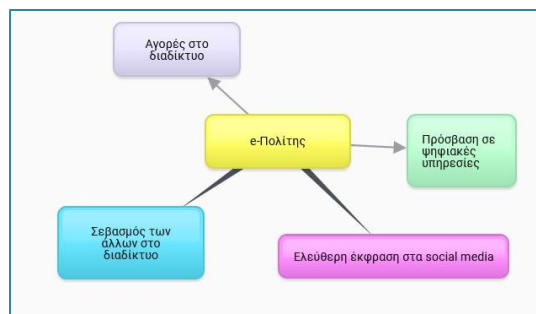 Αγορές στο
διαδίκτυο
e-Πολίτης
Πρόσβαση σε
ψηφιακές
υπηρεσίες
Σεβασμός των
άλλων στο
διαδίκτυο
Ελεύθερη έκφραση στα social media